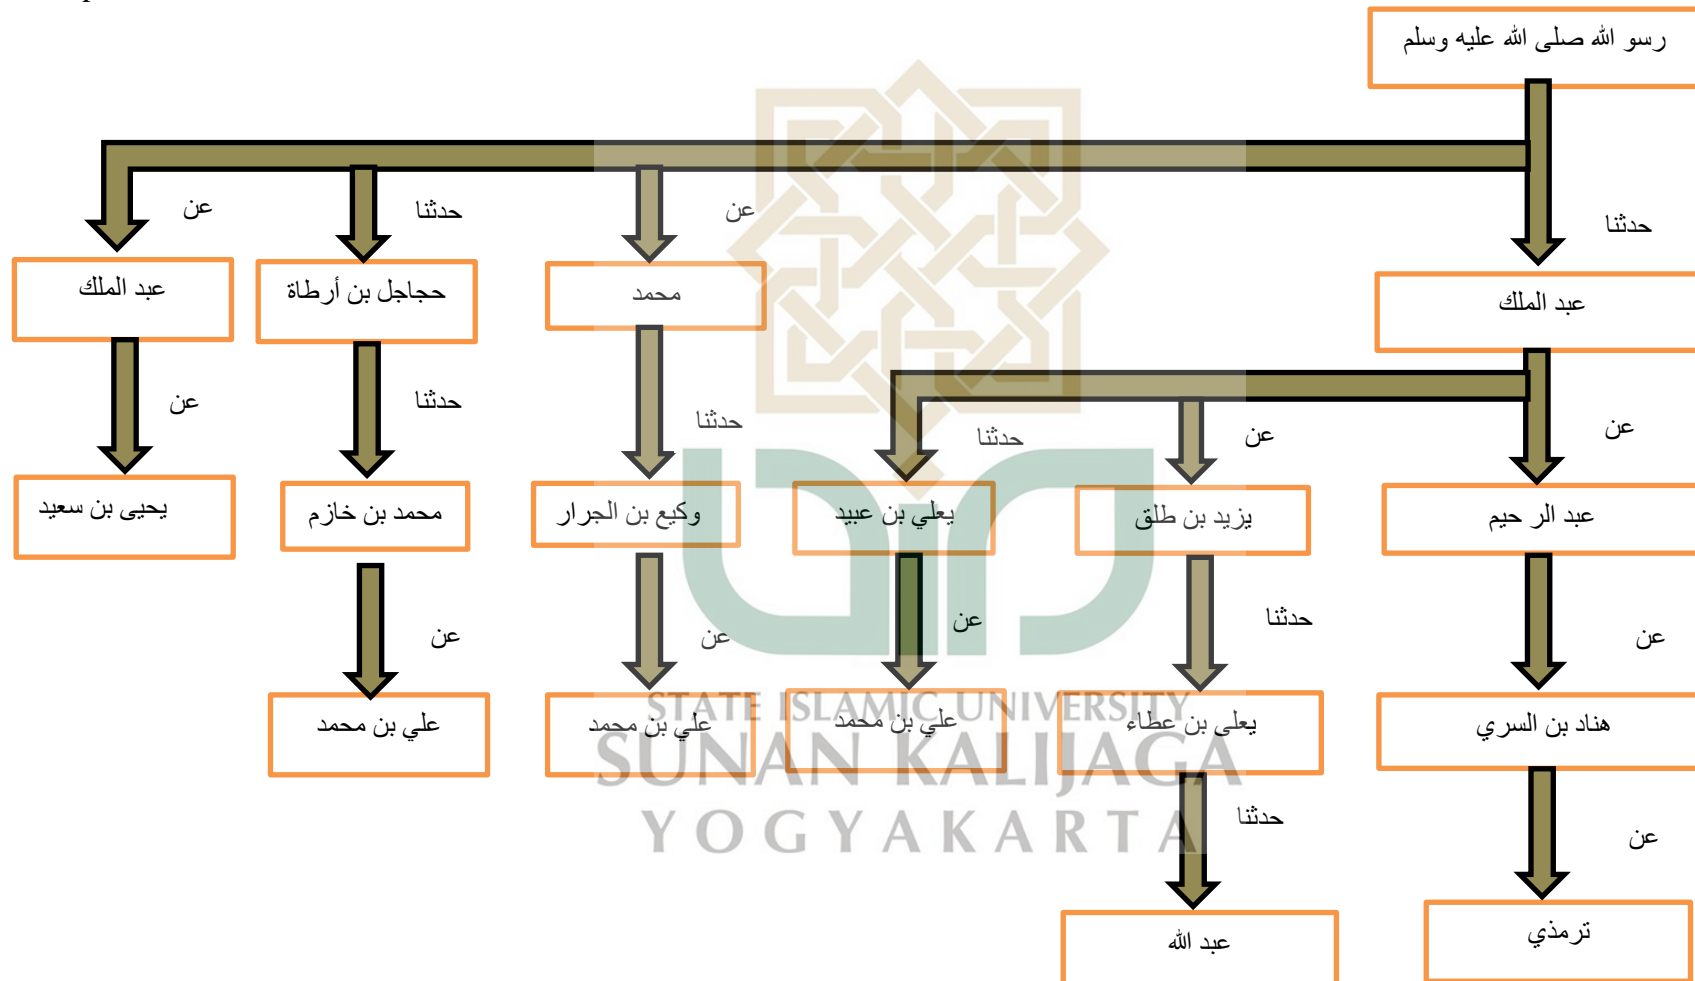 رسو الله صلى الله عليه وسلم
حدثنا
عن
حدثنا
عن
عبد الملك
محمد
حجاجل بن أرطاة
عبد الملك
عن
عن
حدثنا
حدثنا
حدثنا
عن
عبد الر حيم
يزيد بن طلق
يعلي بن عبيد
وكيع بن الجرار
محمد بن خازم
يحيى بن سعيد
عن
حدثنا
عن
عن
عن
هناد بن السري
يعلى بن عطاء
علي بن محمد
علي بن محمد
علي بن محمد
STATE ISLAMIC UNIVERSITY
SUNAN KALIJAGA
YOGYAKARTA
حدثنا
عن
ترمذي
عبد الله